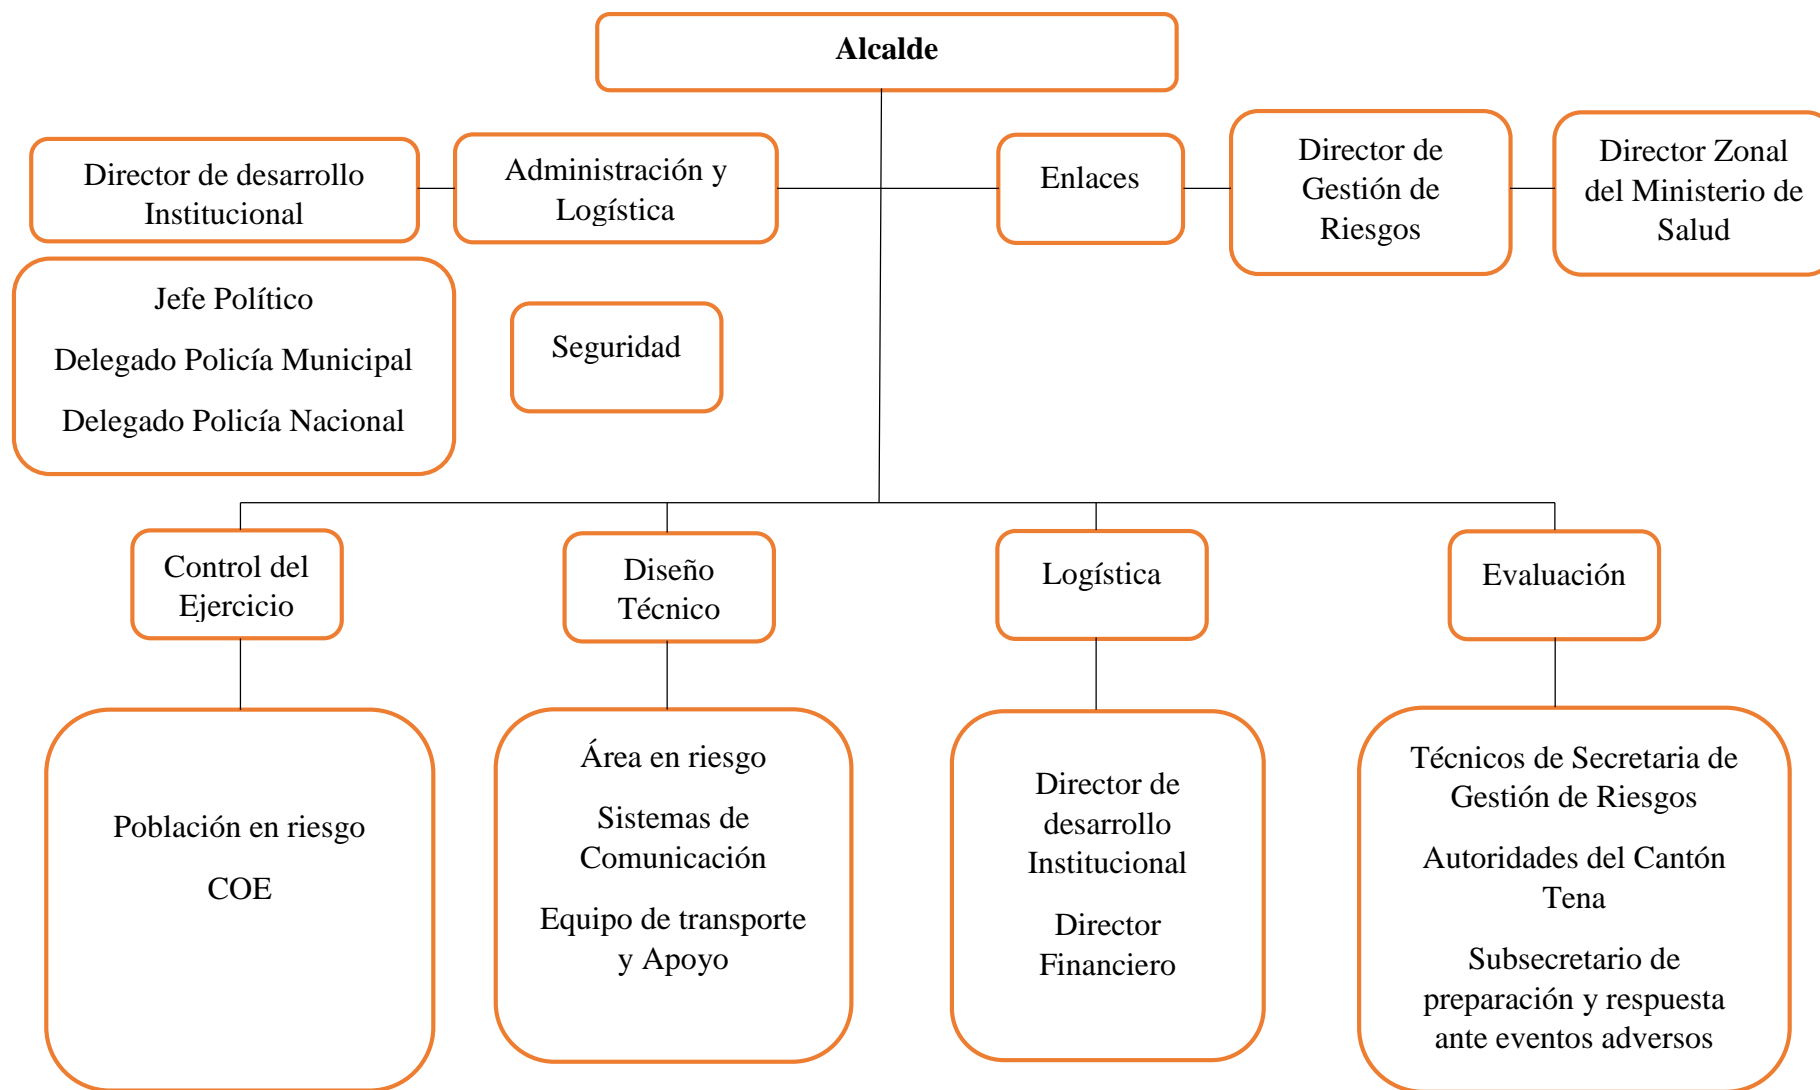 Alcalde
Director de desarrollo
Institucional
Administración y
Logística
Enlaces
Director de
Gestión de
Riesgos
Director Zonal
del Ministerio de
Salud
Jefe Político
Delegado Policía Municipal
Delegado Policía Nacional
Seguridad
Control del
Ejercicio
Diseño
Técnico
Logística
Evaluación
Población en riesgo
COE
Área en riesgo
Sistemas de
Comunicación
Equipo de transporte
y Apoyo
Director de
desarrollo
Institucional
Director
Financiero
Técnicos de Secretaria de
Gestión de Riesgos
Autoridades del Cantón
Tena
Subsecretario de
preparación y respuesta
ante eventos adversos